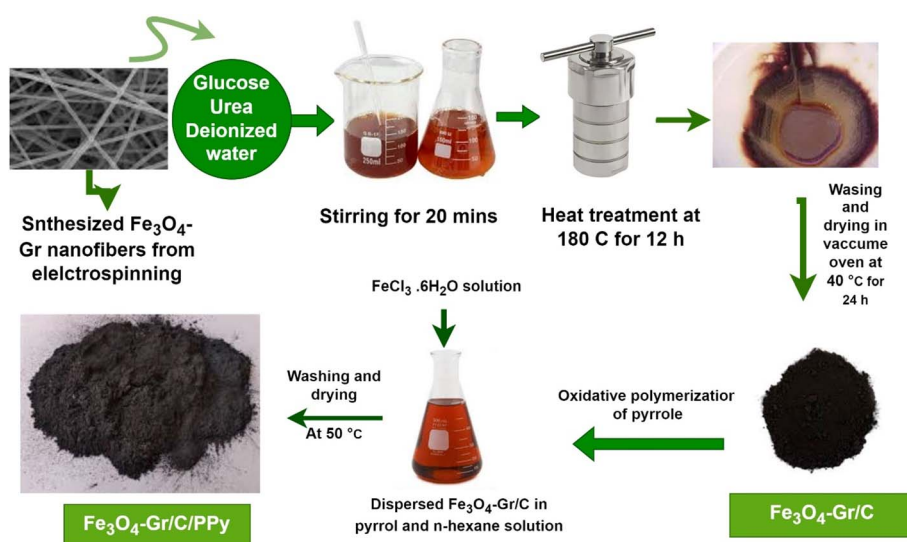 Glucose
Urea
Deionized
water
Snthesized Fe₃O₄-
Gr nanofibers from
elelctrospinning
Stirring for 20 mins
Heat treatment at
180 C for 12 h
Wasing
and
drying in
vaccume
oven at
40 °C for
24 h
Fe₃O₄-Gr/C
Oxidative polymerization
of pyrrole
FeCl₃ .6H₂O solution
Dispersed Fe₃O₄-Gr/C in
pyrrol and n-hexane solution
Washing and
drying
At 50 °C
Fe₃O₄-Gr/C/PPy